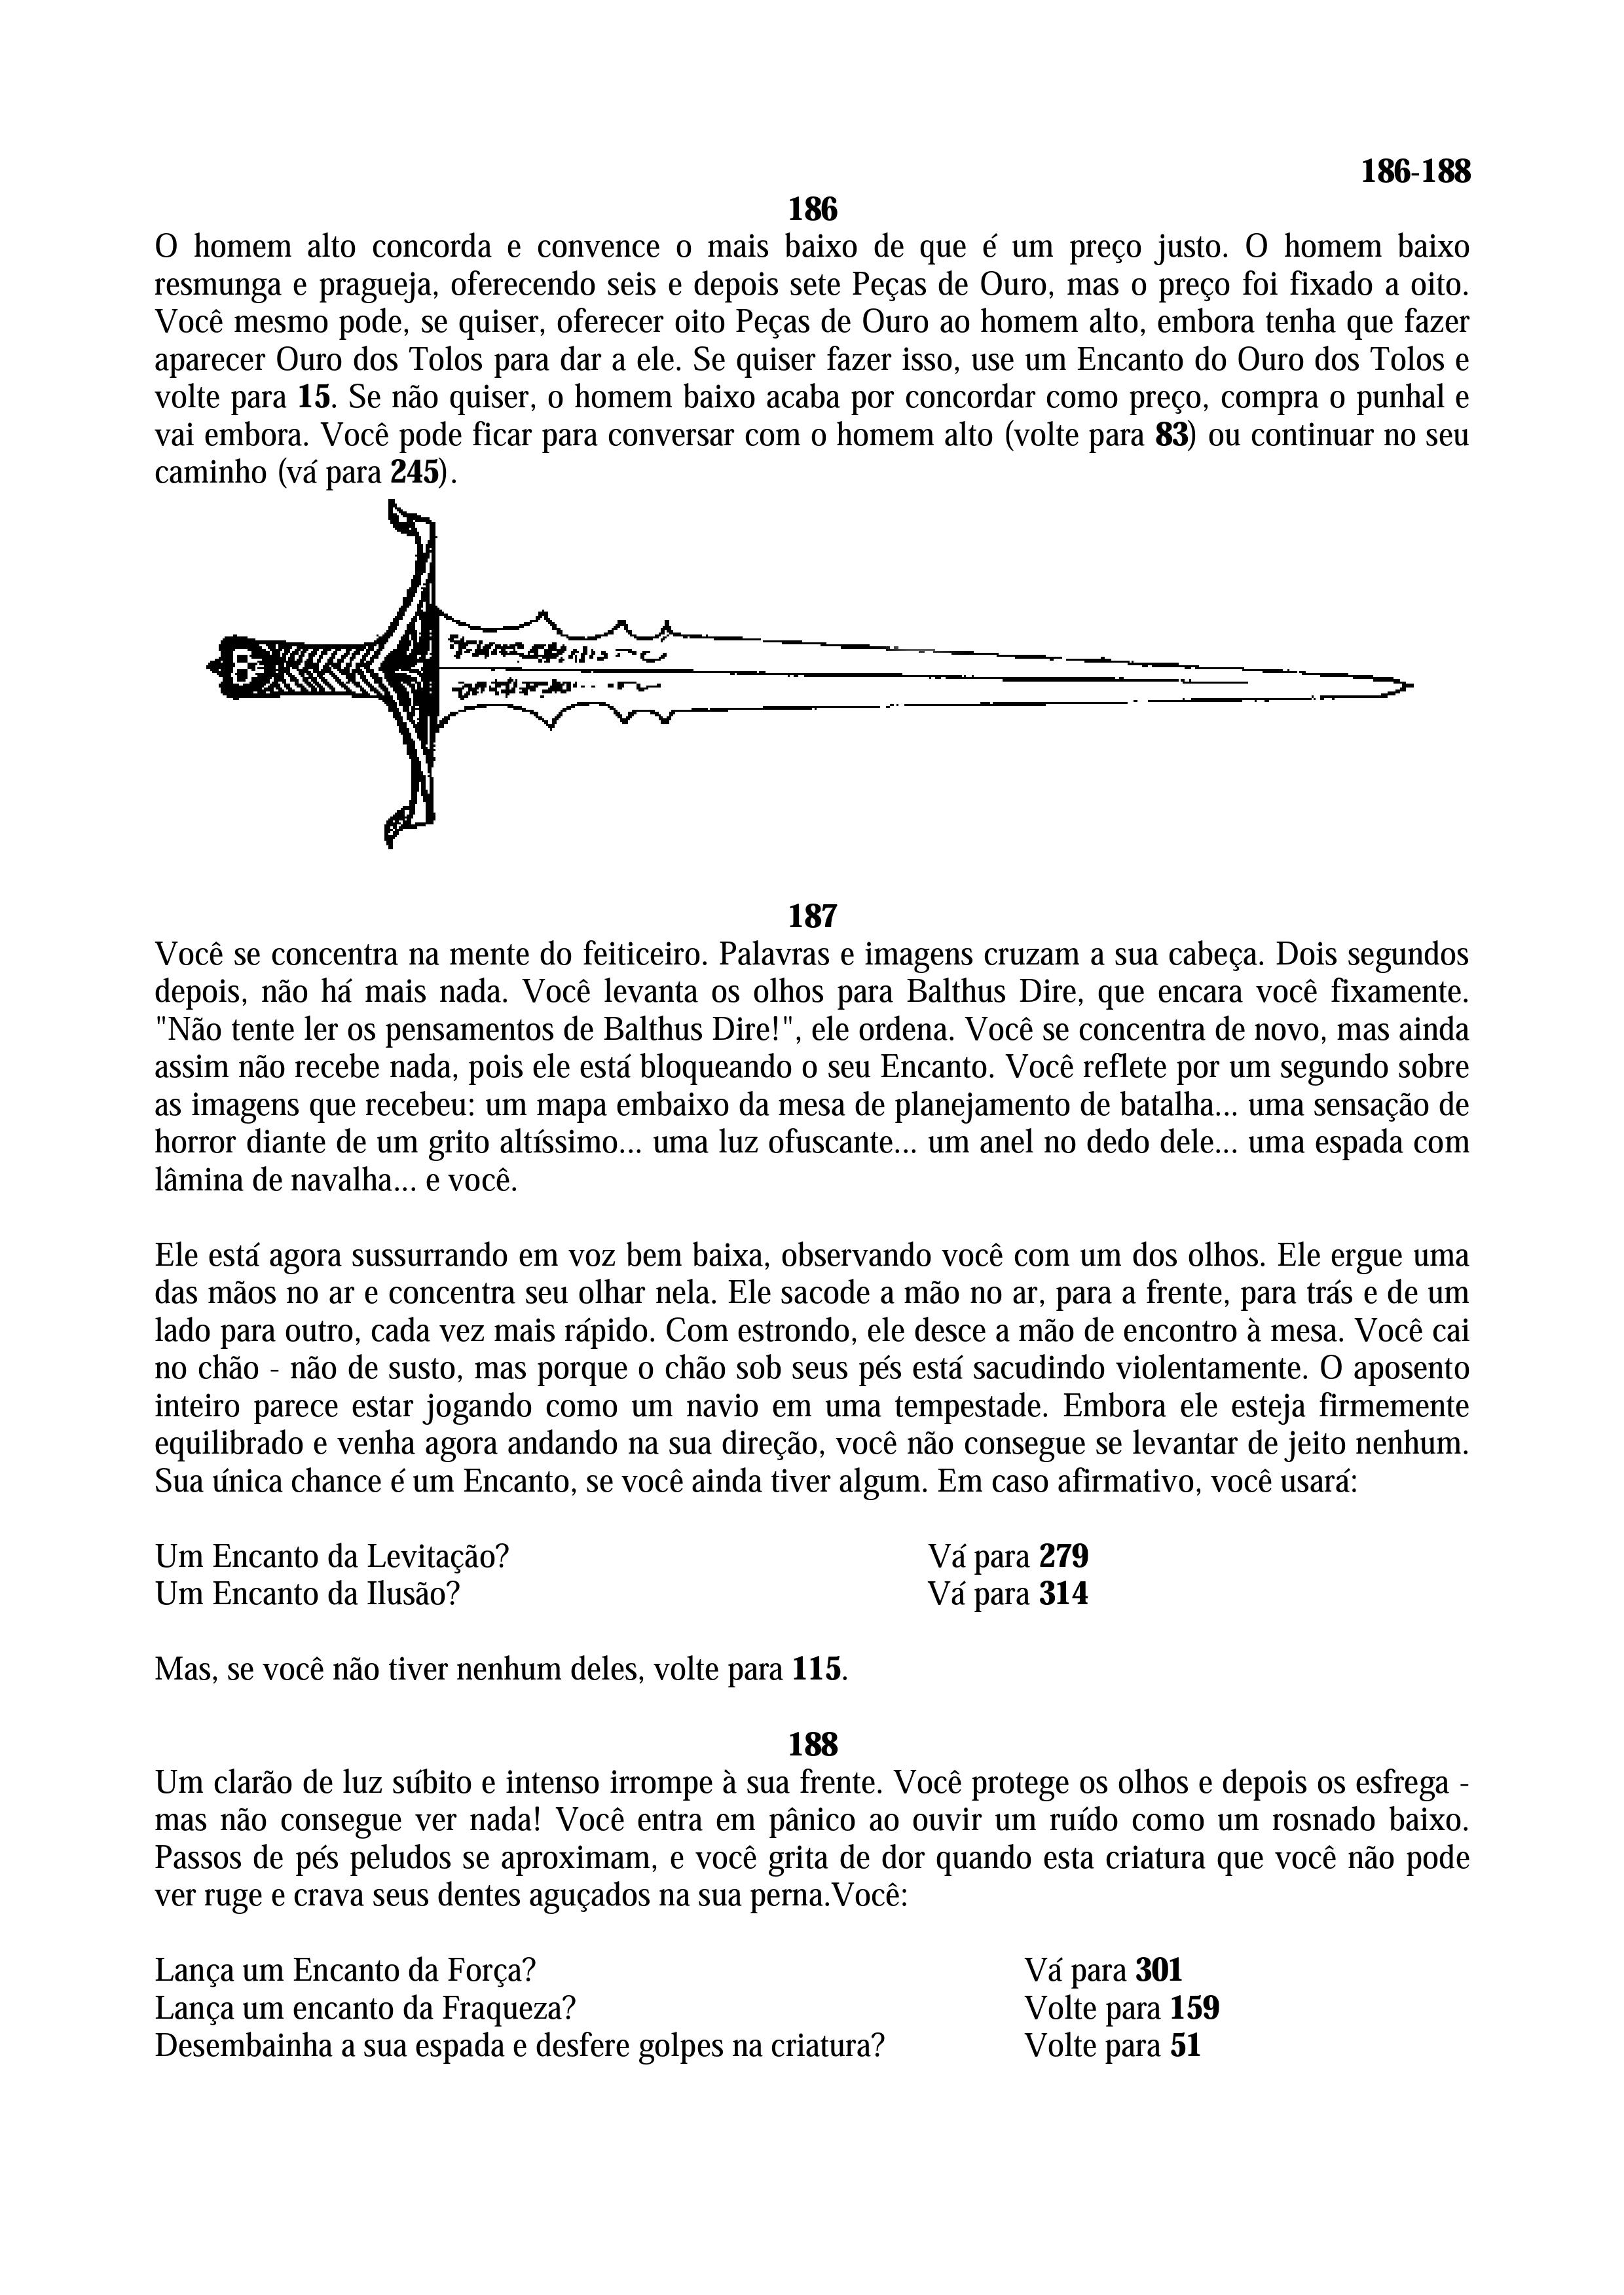 186-188
186
O homem alto concorda e convence o mais baixo de que é um preço justo. O homem baixo
resmunga e pragueja, oferecendo seis e depois sete Peças de Ouro, mas o preço foi fixado a oito.
Você mesmo pode, se quiser, oferecer oito Peças de Ouro ao homem alto, embora tenha que fazer
aparecer Ouro dos Tolos para dar a ele. Se quiser fazer isso, use um Encanto do Ouro dos Tolos e
volte para 15. Se não quiser, o homem baixo acaba por concordar como preço, compra o punhal e
vai embora. Você pode ficar para conversar com o homem alto (volte para 83) ou continuar no seu
caminho (vá para 245).
187
Você se concentra na mente do feiticeiro. Palavras e imagens cruzam a sua cabeça. Dois segundos
depois, não há mais nada. Você levanta os olhos para Balthus Dire, que encara você fixamente.
"Não tente ler os pensamentos de Balthus Dire!", ele ordena. Você se concentra de novo, mas ainda
assim não recebe nada, pois ele está bloqueando o seu Encanto. Você reflete por um segundo sobre
as imagens que recebeu: um mapa embaixo da mesa de planejamento de batalha... uma sensação de
horror diante de um grito altíssimo... uma luz ofuscante... um anel no dedo dele... uma espada com
lâmina de navalha... e você.
Ele está agora sussurrando em voz bem baixa, observando você com um dos olhos. Ele ergue uma
das mãos no ar e concentra seu olhar nela. Ele sacode a mão no ar, para a frente, para trás e de um
lado para outro, cada vez mais rápido. Com estrondo, ele desce a mão de encontro à mesa. Você cai
no chão - não de susto, mas porque o chão sob seus pés está sacudindo violentamente. O aposento
inteiro parece estar jogando como um navio em uma tempestade. Embora ele esteja firmemente
equilibrado e venha agora andando na sua direção, você não consegue se levantar de jeito nenhum.
Sua única chance é um Encanto, se você ainda tiver algum. Em caso afirmativo, você usará:
Um Encanto da Levitação? Vá para 279
Um Encanto da Ilusão? Vá para 314
Mas, se você não tiver nenhum deles, volte para 115.
188
Um clarão de luz súbito e intenso irrompe à sua frente. Você protege os olhos e depois os esfrega -
mas não consegue ver nada! Você entra em pânico ao ouvir um ruído como um rosnado baixo.
Passos de pés peludos se aproximam, e você grita de dor quando esta criatura que você não pode
ver ruge e crava seus dentes aguçados na sua perna.Você:
Lança um Encanto da Força? Vá para 301
Lança um encanto da Fraqueza? Volte para 159
Desembainha a sua espada e desfere golpes na criatura? Volte para 51